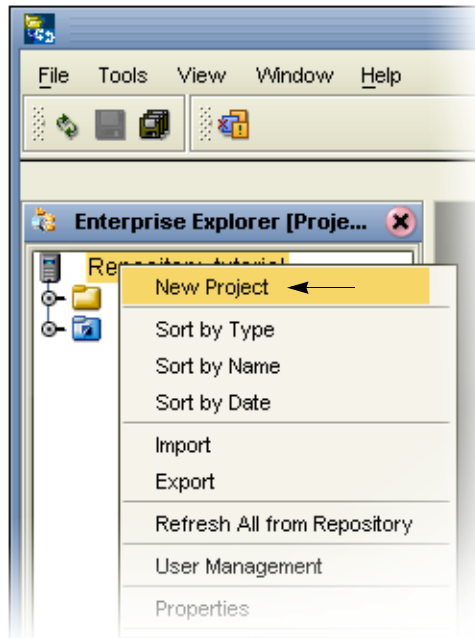 File Tools View Window Help
Enterprise Explorer [Proje...
Repository_tutorial
New Project
Sort by Type
Sort by Name
Sort by Date
Import
Export
Refresh All from Repository
User Management
Properties